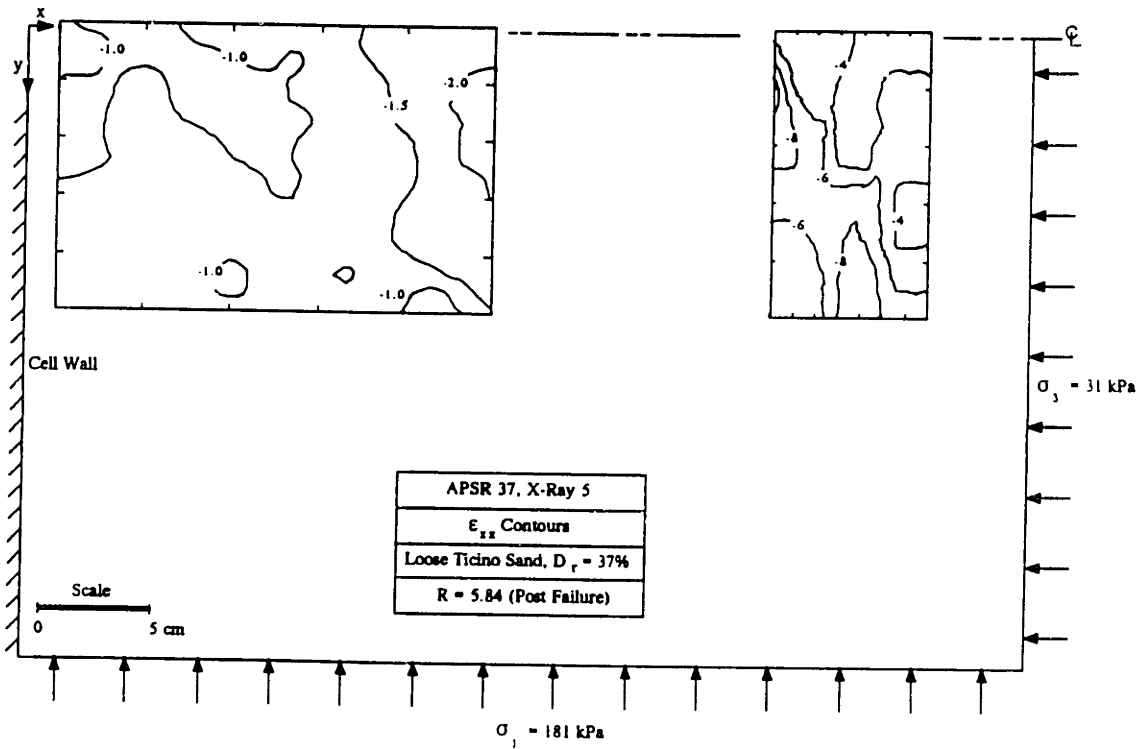 x
y
-1.0
-1.0
-1.5
-2.0
-1.0
-1.0
-4
-8
-6
-6
-4
-8
℄
Cell Wall
σ₃ = 31 kPa
APSR 37, X-Ray 5
εₓₓ Contours
Loose Ticino Sand, D r = 37%
R = 5.84 (Post Failure)
Scale
0 5 cm
σ₁ = 181 kPa